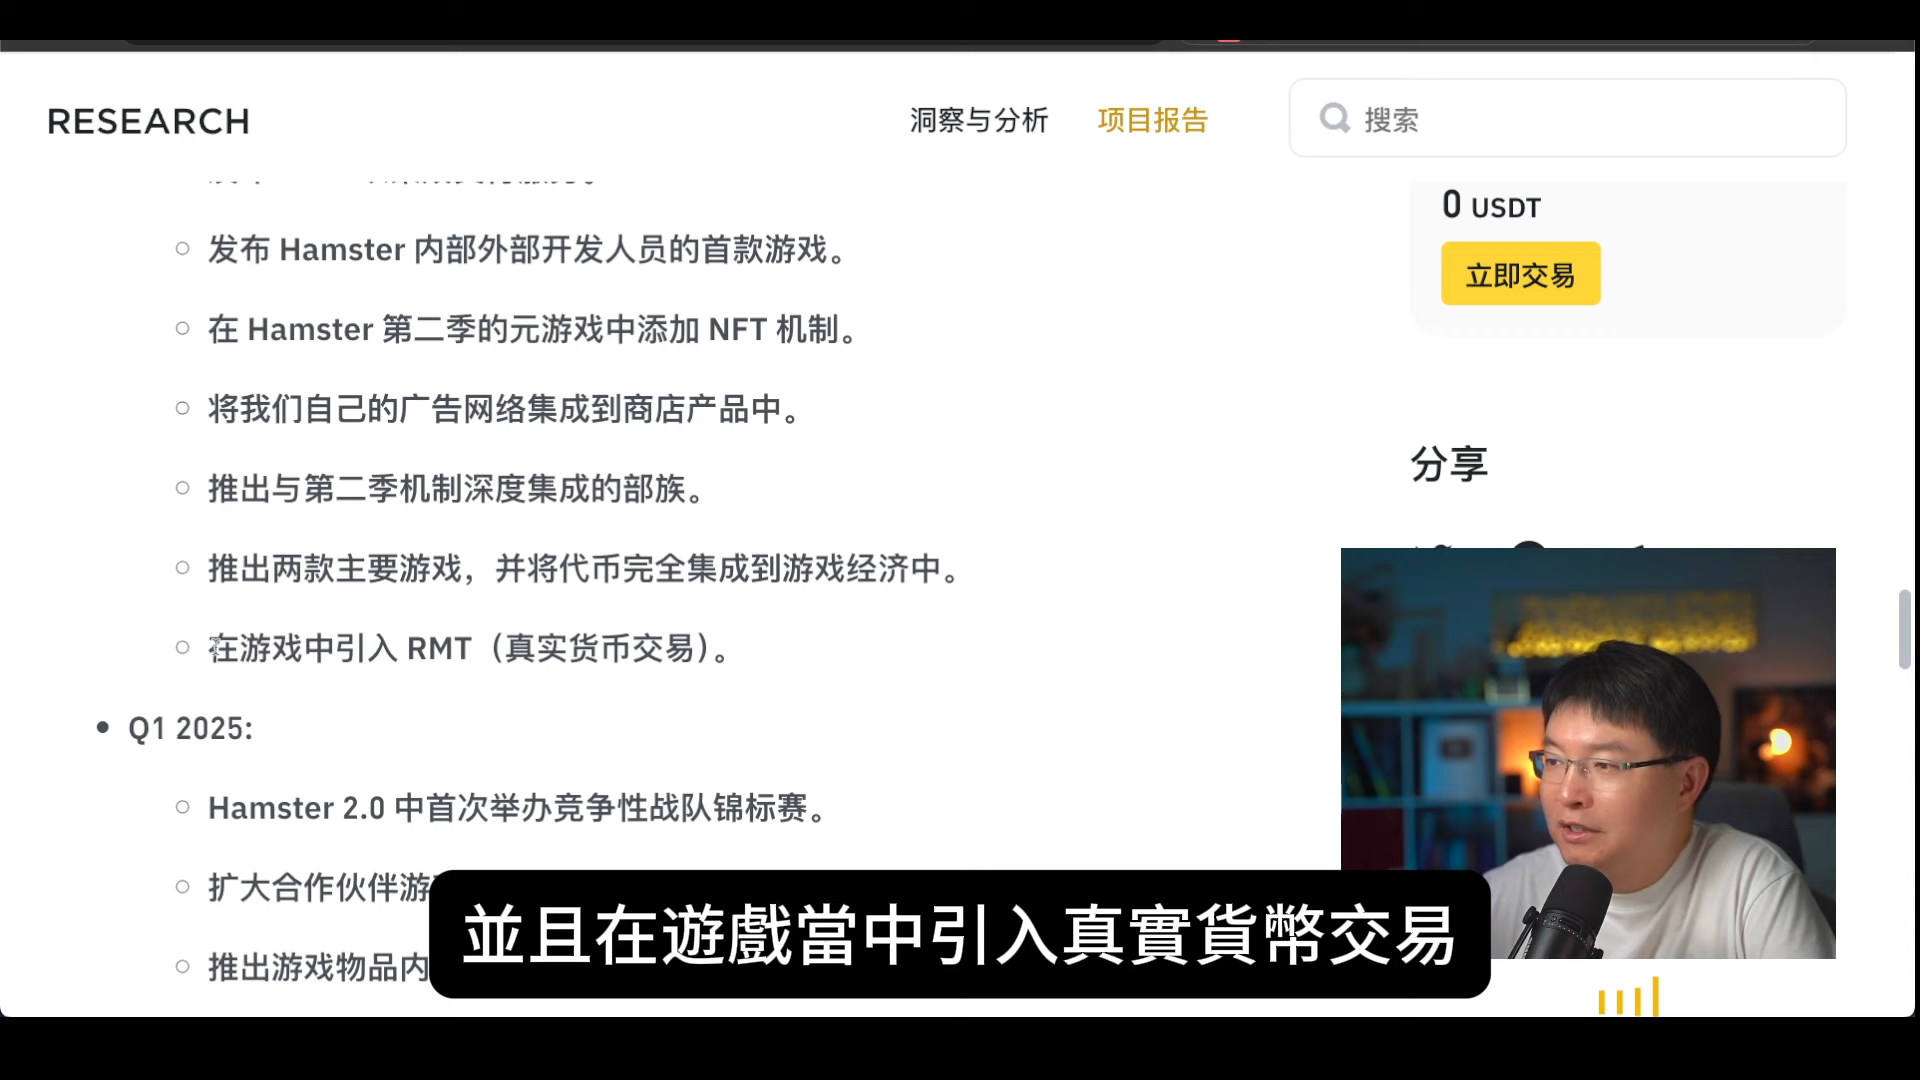 RESEARCH
洞察与分析
项目报告
搜索
发布 Hamster 内部外部开发人员的首款游戏。
在 Hamster 第二季的元游戏中添加 NFT 机制。
将我们自己的广告网络集成到商店产品中。
推出与第二季机制深度集成的部族。
推出两款主要游戏，并将代币完全集成到游戏经济中。
在游戏中引入 RMT（真实货币交易）。
Q1 2025:
Hamster 2.0 中首次举办竞争性战队锦标赛。
扩大合作伙伴游
推出游戏物品内
0 USDT
立即交易
分享
並且在遊戲當中引入真實貨幣交易